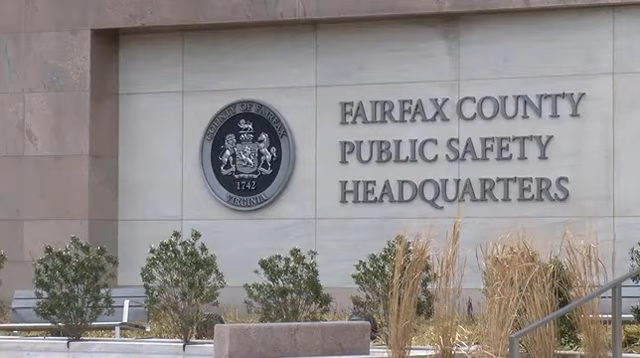 COUNTY OF FAIRFAX
1742
VIRGINIA
FAIRFAX COUNTY
PUBLIC SAFETY
HEADQUARTERS